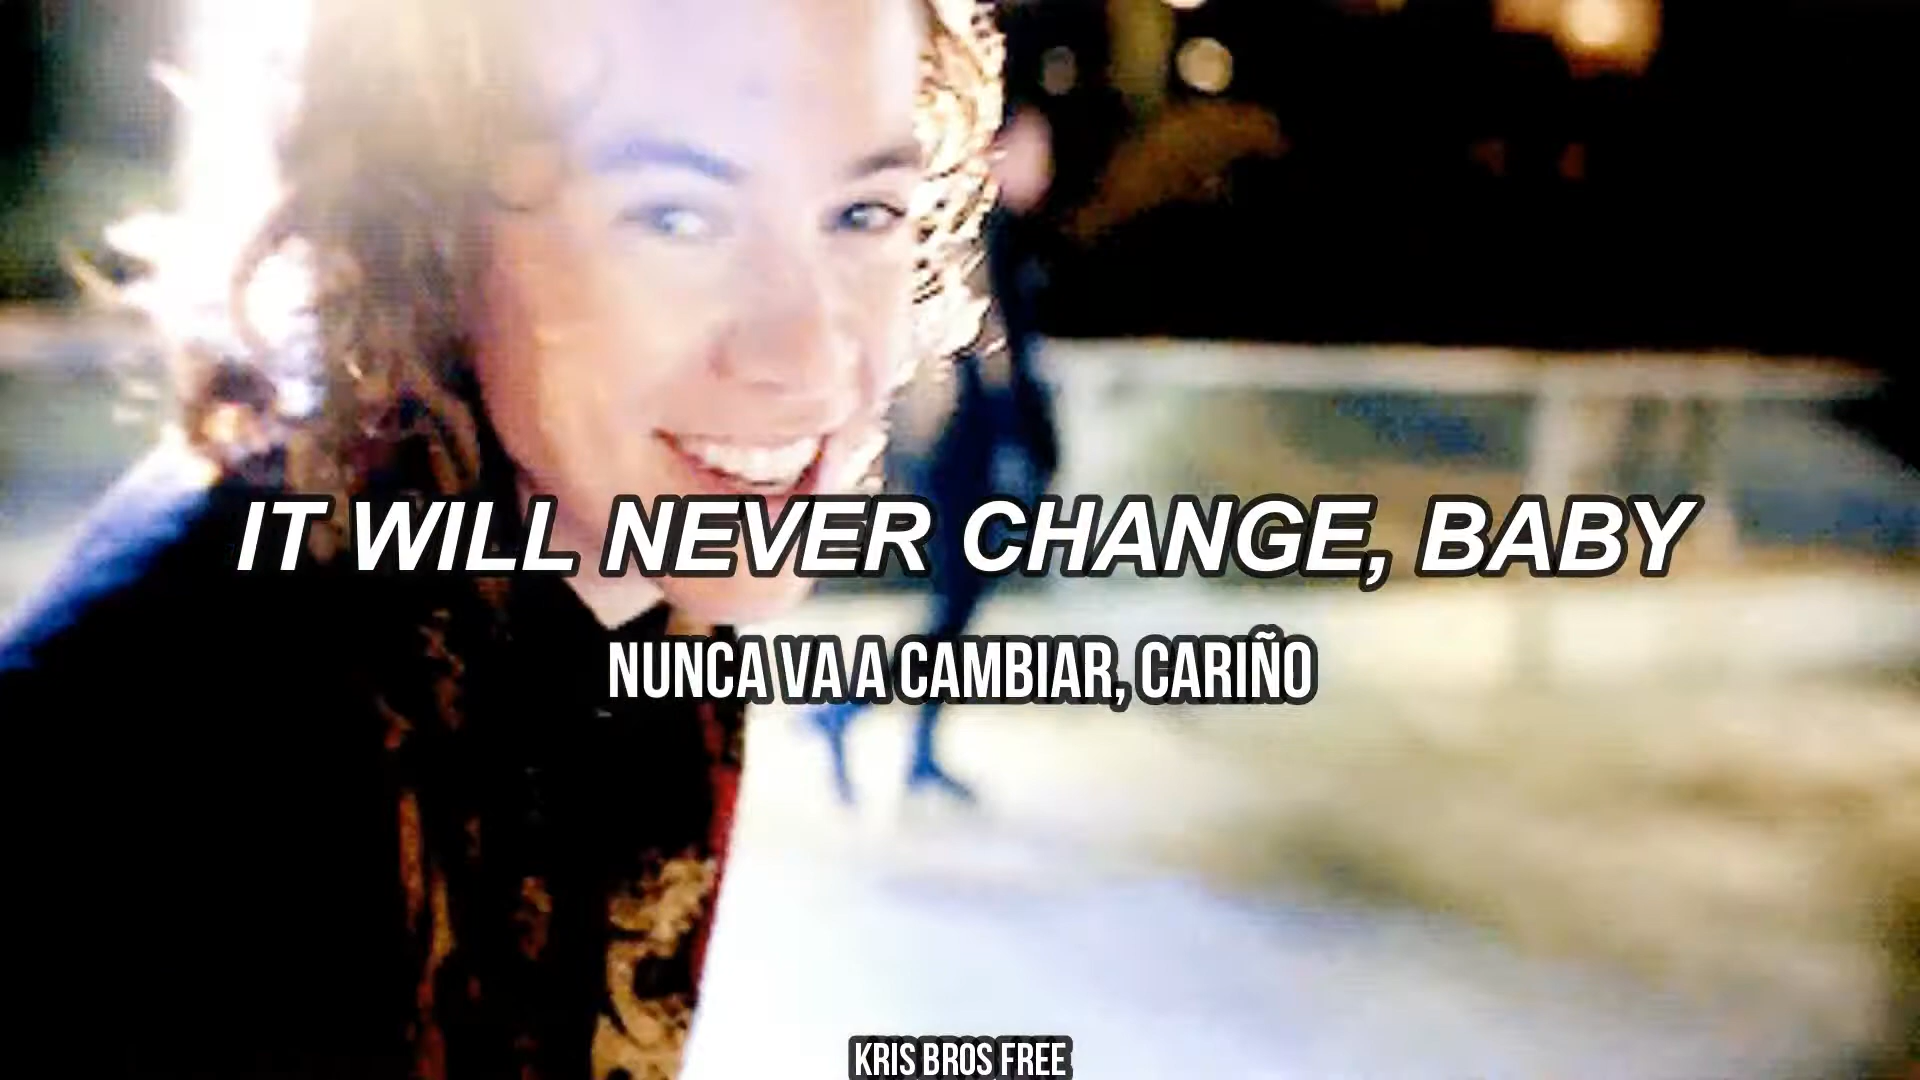 IT WILL NEVER CHANGE, BABY
NUNCA VA A CAMBIAR, CARIÑO
KRIS BROS FREE